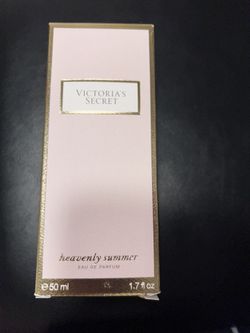 VICTORIA'S
SECRET
heavenly summer
EAU DE PARFUM
e 50 ml
1.7 fl oz